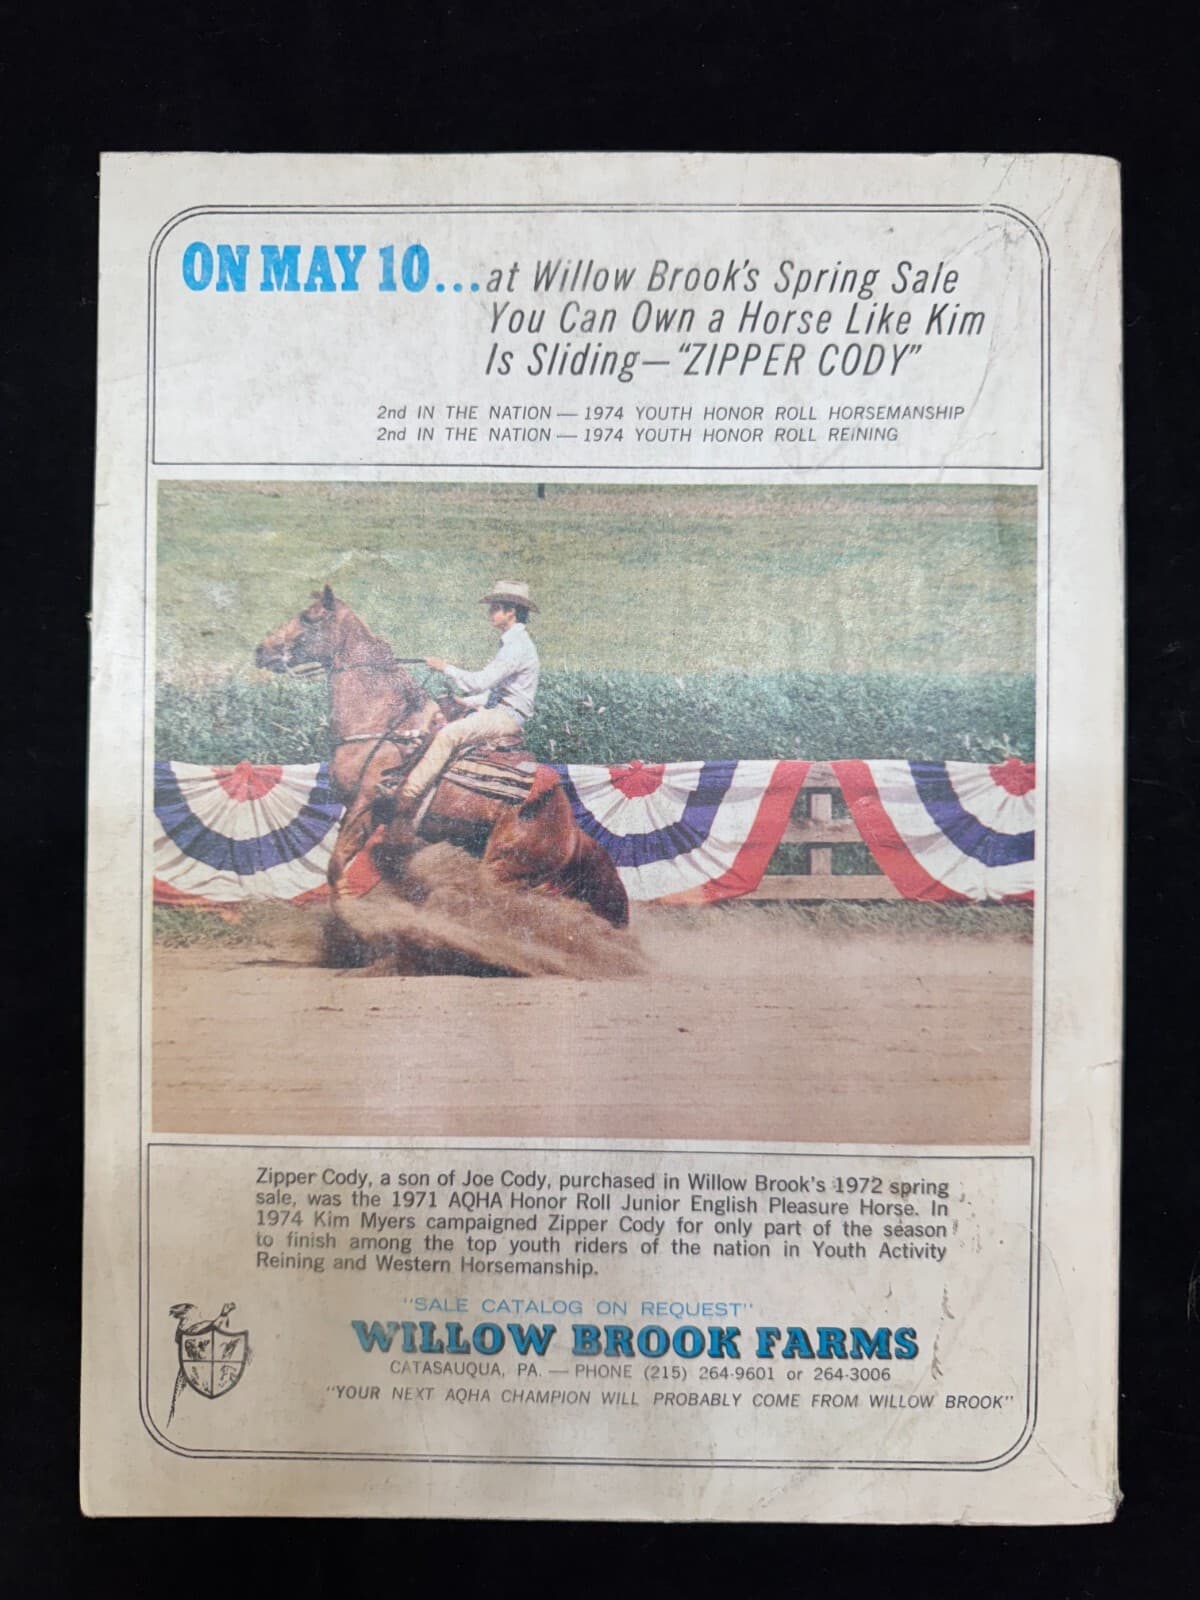 ON MAY 10...at Willow Brook's Spring Sale
You Can Own a Horse Like Kim
Is Sliding—"ZIPPER CODY"
2nd IN THE NATION — 1974 YOUTH HONOR ROLL HORSEMANSHIP
2nd IN THE NATION — 1974 YOUTH HONOR ROLL REINING
Zipper Cody, a son of Joe Cody, purchased in Willow Brook's 1972 spring
sale, was the 1971 AQHA Honor Roll Junior English Pleasure Horse. In
1974 Kim Myers campaigned Zipper Cody for only part of the season
to finish among the top youth riders of the nation in Youth Activity
Reining and Western Horsemanship.
"SALE CATALOG ON REQUEST"
WILLOW BROOK FARMS
CATASAUQUA, PA. — PHONE (215) 264-9601 or 264-3006
"YOUR NEXT AQHA CHAMPION WILL PROBABLY COME FROM WILLOW BROOK"